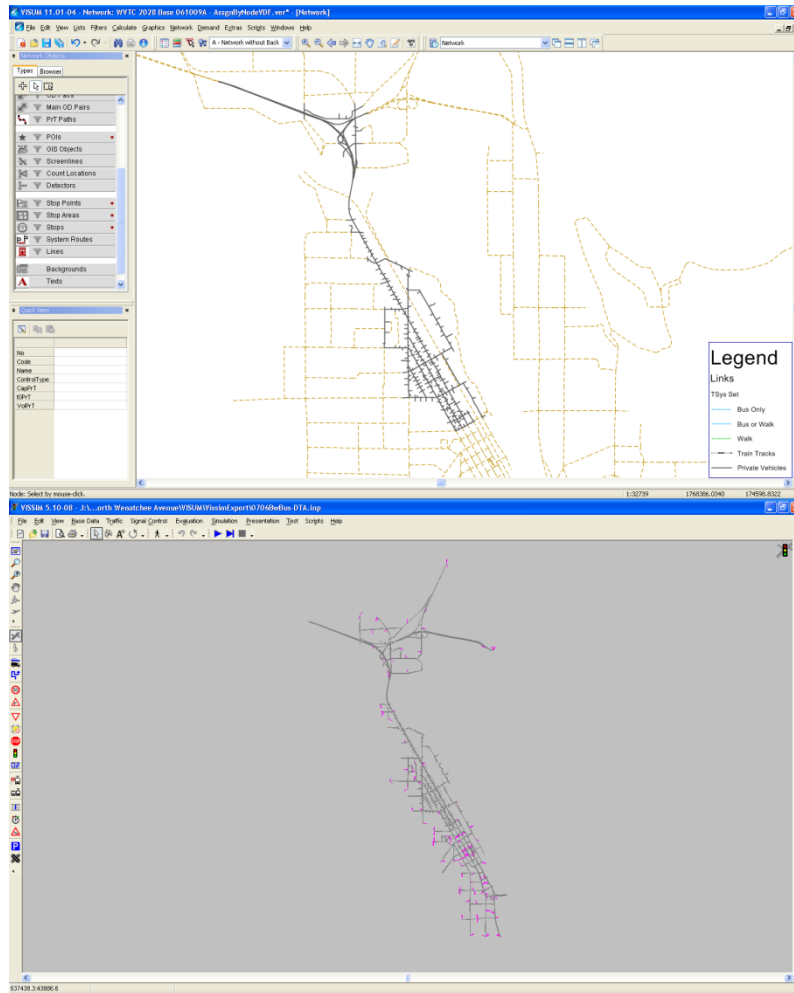 VISUM 11.01-04 - Network: WVTC 2028 Base 061009A - AssgnByNodeVDF.ver* - [Network]
File Edit View Lists Filters Calculate Graphics Network Demand Extras Scripts Windows Help
A - Network without Back
Network
Network Objects
Types Browser
OD Pairs
Main OD Pairs
PrT Paths
POIs
GIS Objects
Screenlines
Count Locations
Detectors
Stop Points
Stop Areas
Stops
System Routes
Lines
Backgrounds
Texts
Quick View
No
Code
Name
ControlType
CapPrT
t0PrT
VolPrT
Legend
Links
TSys Set
Bus Only
Bus or Walk
Walk
Train Tracks
Private Vehicles
Node: Select by mouse-click.
1:32739 1768386.0340 174598.8322
VISSIM 5.10-08 - J:\...orth Wenatchee Avenue\VISUM\VissimExport\0706BwBus-DTA.inp
File Edit View Base Data Traffic Signal Control Evaluation Simulation Presentation Test Scripts Help
537438.3:43886.6